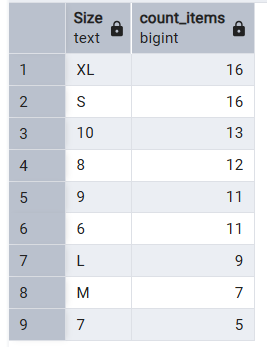 Size count_items
text bigint
1 XL 16
2 S 16
3 10 13
4 8 12
5 9 11
6 6 11
7 L 9
8 M 7
9 7 5